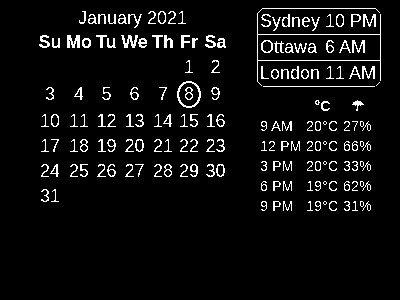 January 2021
Su Mo Tu We Th Fr Sa
1 2
3 4 5 6 7 8 9
10 11 12 13 14 15 16
17 18 19 20 21 22 23
24 25 26 27 28 29 30
31
Sydney 10 PM
Ottawa 6 AM
London 11 AM
°C ☂
9 AM 20°C 27%
12 PM 20°C 66%
3 PM 20°C 33%
6 PM 19°C 62%
9 PM 19°C 31%